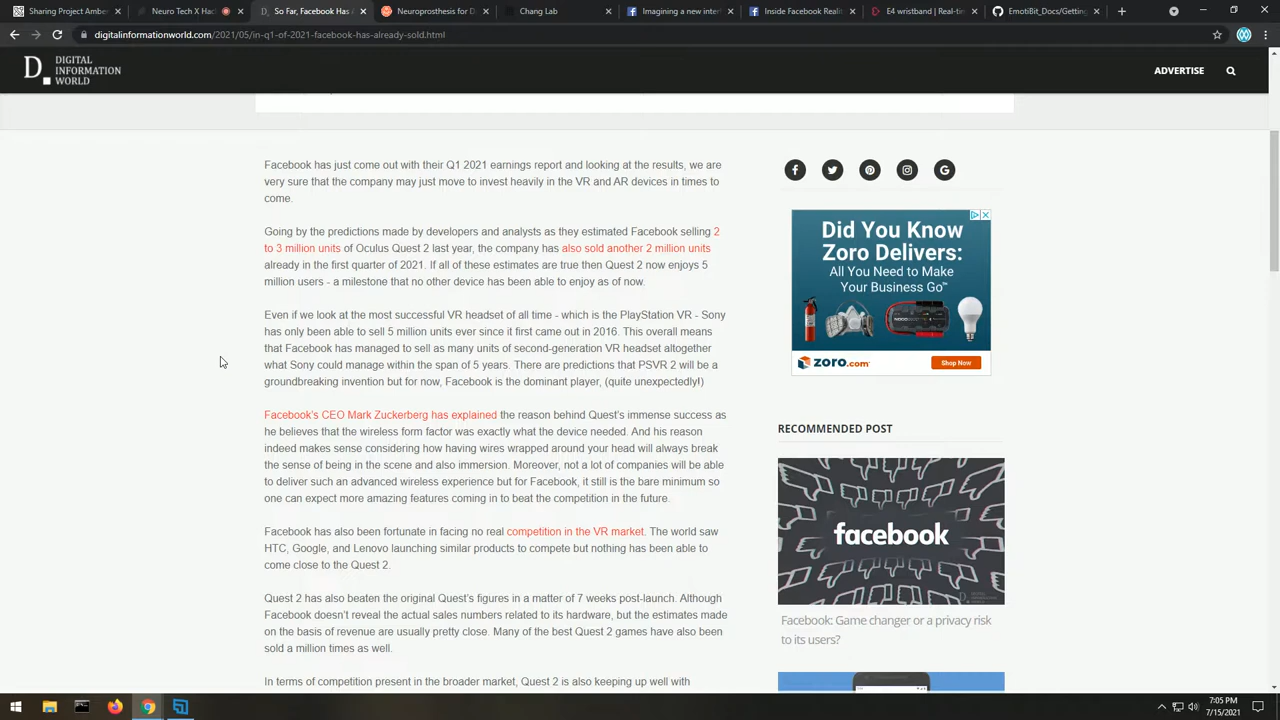 Sharing Project Ambe
Neuro Tech X Hac
So Far, Facebook Has
Neuroprosthesis for D
Chang Lab
Imagining a new interf
Inside Facebook Realit
E4 wristband | Real-tim
EmotiBit_Docs/Getting
digitalinformationworld.com/2021/05/in-q1-of-2021-facebook-has-already-sold.html
D.
DIGITAL
INFORMATION
WORLD
ADVERTISE
Facebook has just come out with their Q1 2021 earnings report and looking at the results, we are
very sure that the company may just move to invest heavily in the VR and AR devices in times to
come.
Going by the predictions made by developers and analysts as they estimated Facebook selling 2
to 3 million units of Oculus Quest 2 last year, the company has also sold another 2 million units
already in the first quarter of 2021. If all of these estimates are true then Quest 2 now enjoys 5
million users - a milestone that no other device has been able to enjoy as of now.
Even if we look at the most successful VR headset of all time - which is the PlayStation VR - Sony
has only been able to sell 5 million units ever since it first came out in 2016. This overall means
that Facebook has managed to sell as many units of second-generation VR headset altogether
what Sony could manage within the span of 5 years. There are predictions that PSVR 2 will be a
groundbreaking invention but for now, Facebook is the dominant player, (quite unexpectedly!)
Facebook's CEO Mark Zuckerberg has explained the reason behind Quest's immense success as
he believes that the wireless form factor was exactly what the device needed. And his reason
indeed makes sense considering how having wires wrapped around your head will always break
the sense of being in the scene and also immersion. Moreover, not a lot of companies will be able
to deliver such an advanced wireless experience but for Facebook, it still is the bare minimum so
one can expect more amazing features coming in to beat the competition in the future.
Facebook has also been fortunate in facing no real competition in the VR market. The world saw
HTC, Google, and Lenovo launching similar products to compete but nothing has been able to
come close to the Quest 2.
Quest 2 has also beaten the original Quest's figures in a matter of 7 weeks post-launch. Although
Facebook doesn't reveal the actual sales numbers related to its hardware, but the estimates made
on the basis of revenue are usually pretty close. Many of the best Quest 2 games have also been
sold a million times as well.
In terms of competition present in the broader market, Quest 2 is also keeping up well with
Did You Know
Zoro Delivers:
All You Need to Make
Your Business Go™
zoro.com
Shop Now
RECOMMENDED POST
facebook
Facebook: Game changer or a privacy risk
to its users?
7:05 PM
7/15/2021